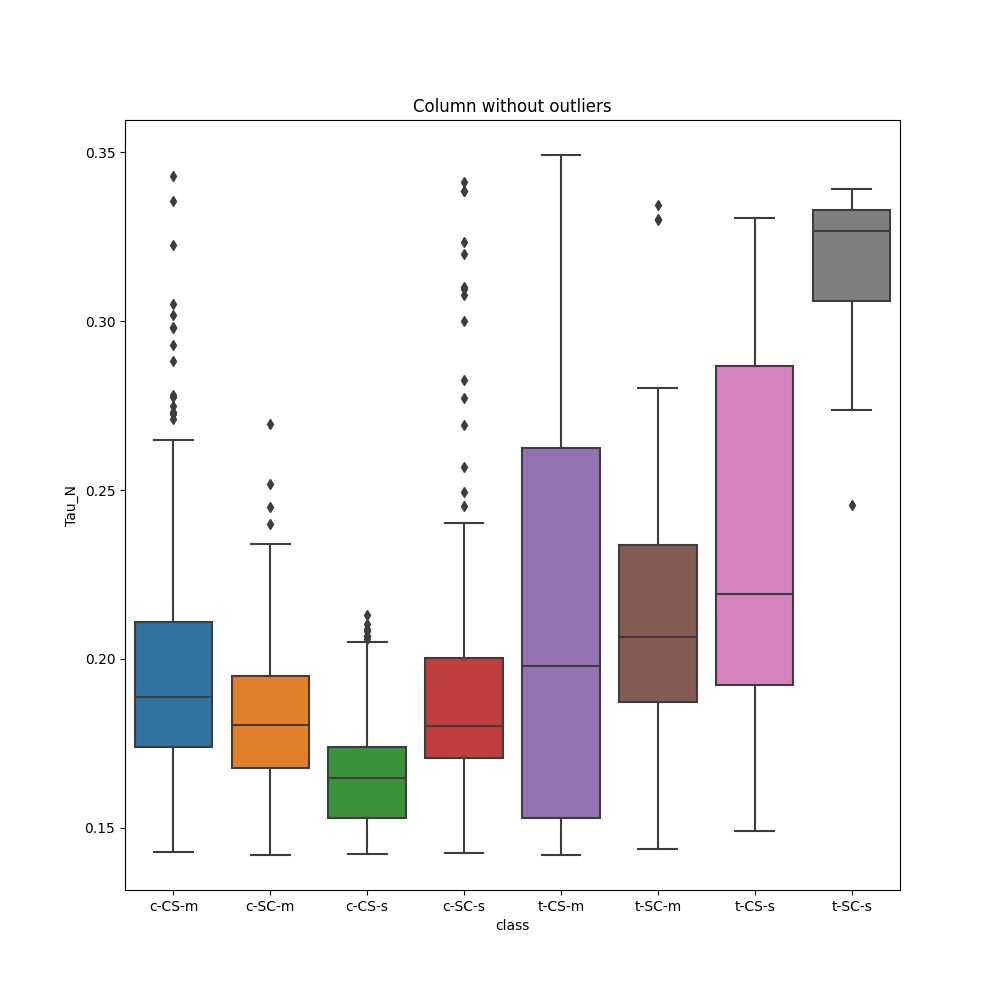 Column without outliers
Tau_N
0.35
0.30
0.25
0.20
0.15
c-CS-m c-SC-m c-CS-s c-SC-s t-CS-m t-SC-m t-CS-s t-SC-s
class